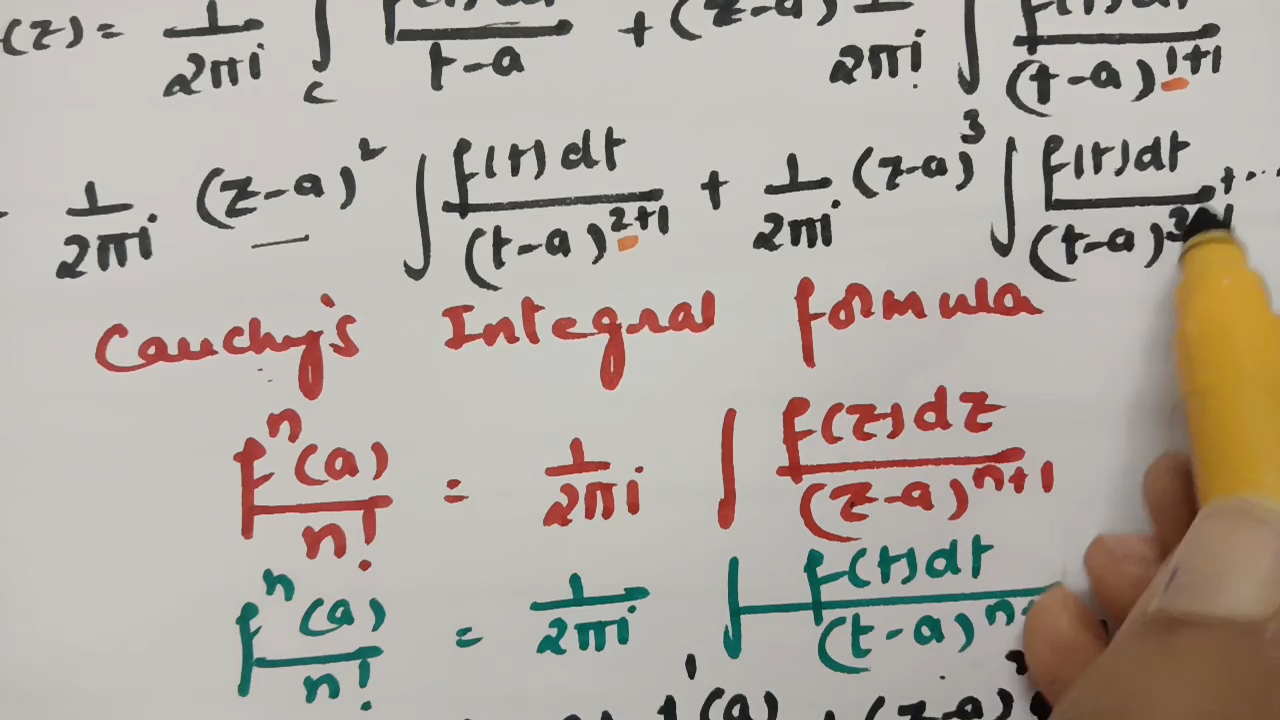 (z) = 1/2πi ∫_c f(t)dt/t-a + (z-a) 1/2πi ∫ f(t)dt/(t-a)^1+1
1/2πi (z-a)^2 ∫ f(t)dt/(t-a)^2+1 + 1/2πi (z-a)^3 ∫ f(t)dt/(t-a)^3+1 + ...
Cauchy's Integral formula
f^n(a)/n! = 1/2πi ∫ f(z)dz/(z-a)^n+1
f^n(a)/n! = 1/2πi ∫ f(t)dt/(t-a)^n+